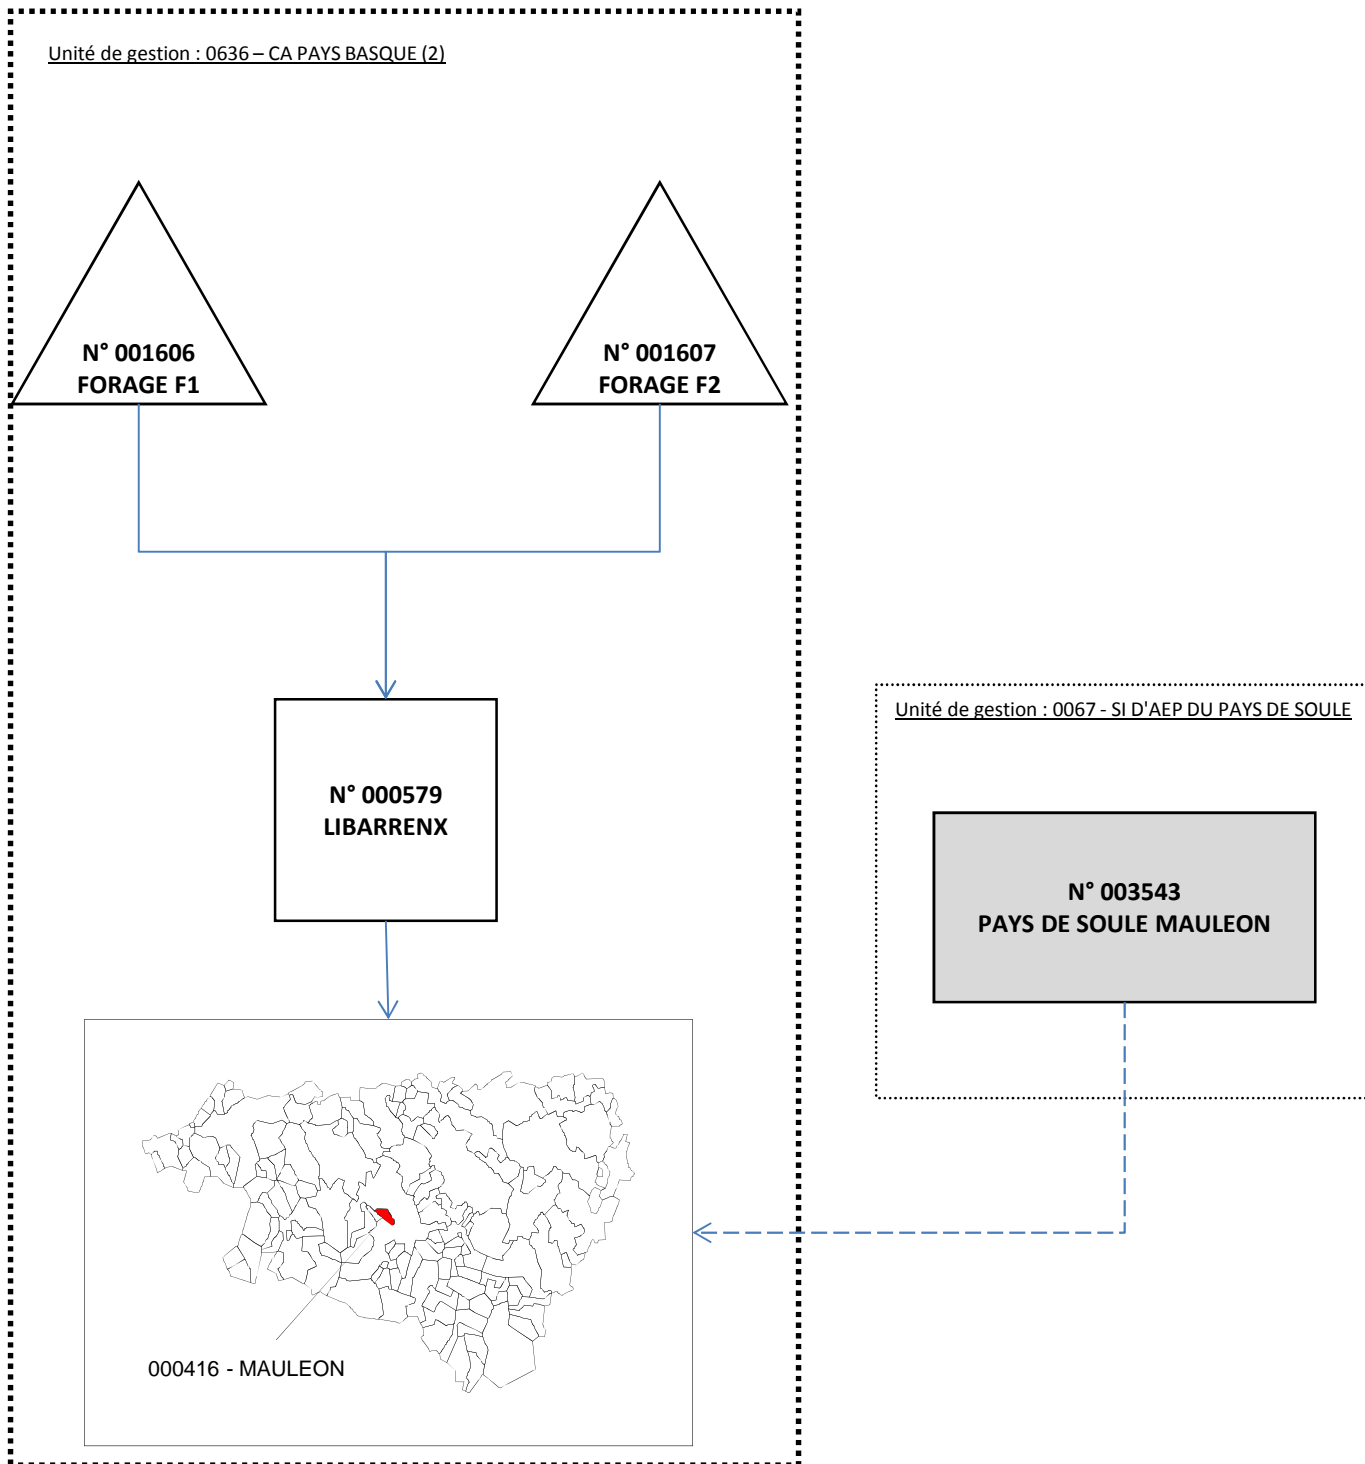 Unité de gestion : 0636 – CA PAYS BASQUE (2)
N° 001606
FORAGE F1
N° 001607
FORAGE F2
N° 000579
LIBARRENX
Unité de gestion : 0067 - SI D'AEP DU PAYS DE SOULE
N° 003543
PAYS DE SOULE MAULEON
000416 - MAULEON